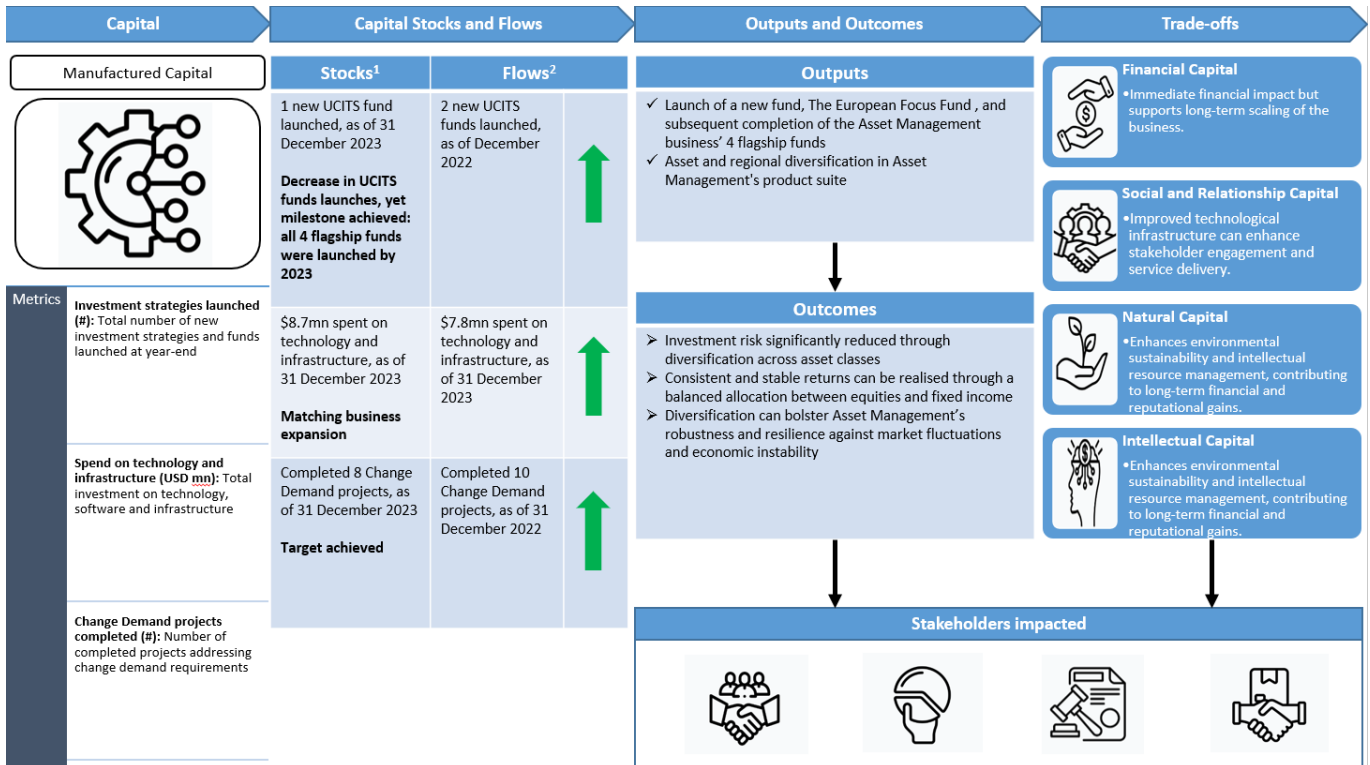 Capital
Capital Stocks and Flows
Outputs and Outcomes
Trade-offs
Manufactured Capital
Metrics
Investment strategies launched
(#): Total number of new
investment strategies and funds
launched at year-end
Spend on technology and
infrastructure (USD mn): Total
investment on technology,
software and infrastructure
Change Demand projects
completed (#): Number of
completed projects addressing
change demand requirements
Stocks1
Flows2
1 new UCITS fund
launched, as of 31
December 2023
Decrease in UCITS
funds launches, yet
milestone achieved:
all 4 flagship funds
were launched by
2023
2 new UCITS
funds launched,
as of December
2022
$8.7mn spent on
technology and
infrastructure, as of
31 December 2023
Matching business
expansion
$7.8mn spent on
technology and
infrastructure, as
of 31 December
2023
Completed 8 Change
Demand projects, as
of 31 December 2023
Target achieved
Completed 10
Change Demand
projects, as of 31
December 2022
Outputs
✓ Launch of a new fund, The European Focus Fund , and
subsequent completion of the Asset Management
business’ 4 flagship funds
✓ Asset and regional diversification in Asset
Management's product suite
Outcomes
➢ Investment risk significantly reduced through
diversification across asset classes
➢ Consistent and stable returns can be realised through a
balanced allocation between equities and fixed income
➢ Diversification can bolster Asset Management’s
robustness and resilience against market fluctuations
and economic instability
Financial Capital
•Immediate financial impact but
supports long-term scaling of the
business.
Social and Relationship Capital
•Improved technological
infrastructure can enhance
stakeholder engagement and
service delivery.
Natural Capital
•Enhances environmental
sustainability and intellectual
resource management, contributing
to long-term financial and
reputational gains.
Intellectual Capital
•Enhances environmental
sustainability and intellectual
resource management, contributing
to long-term financial and
reputational gains.
Stakeholders impacted